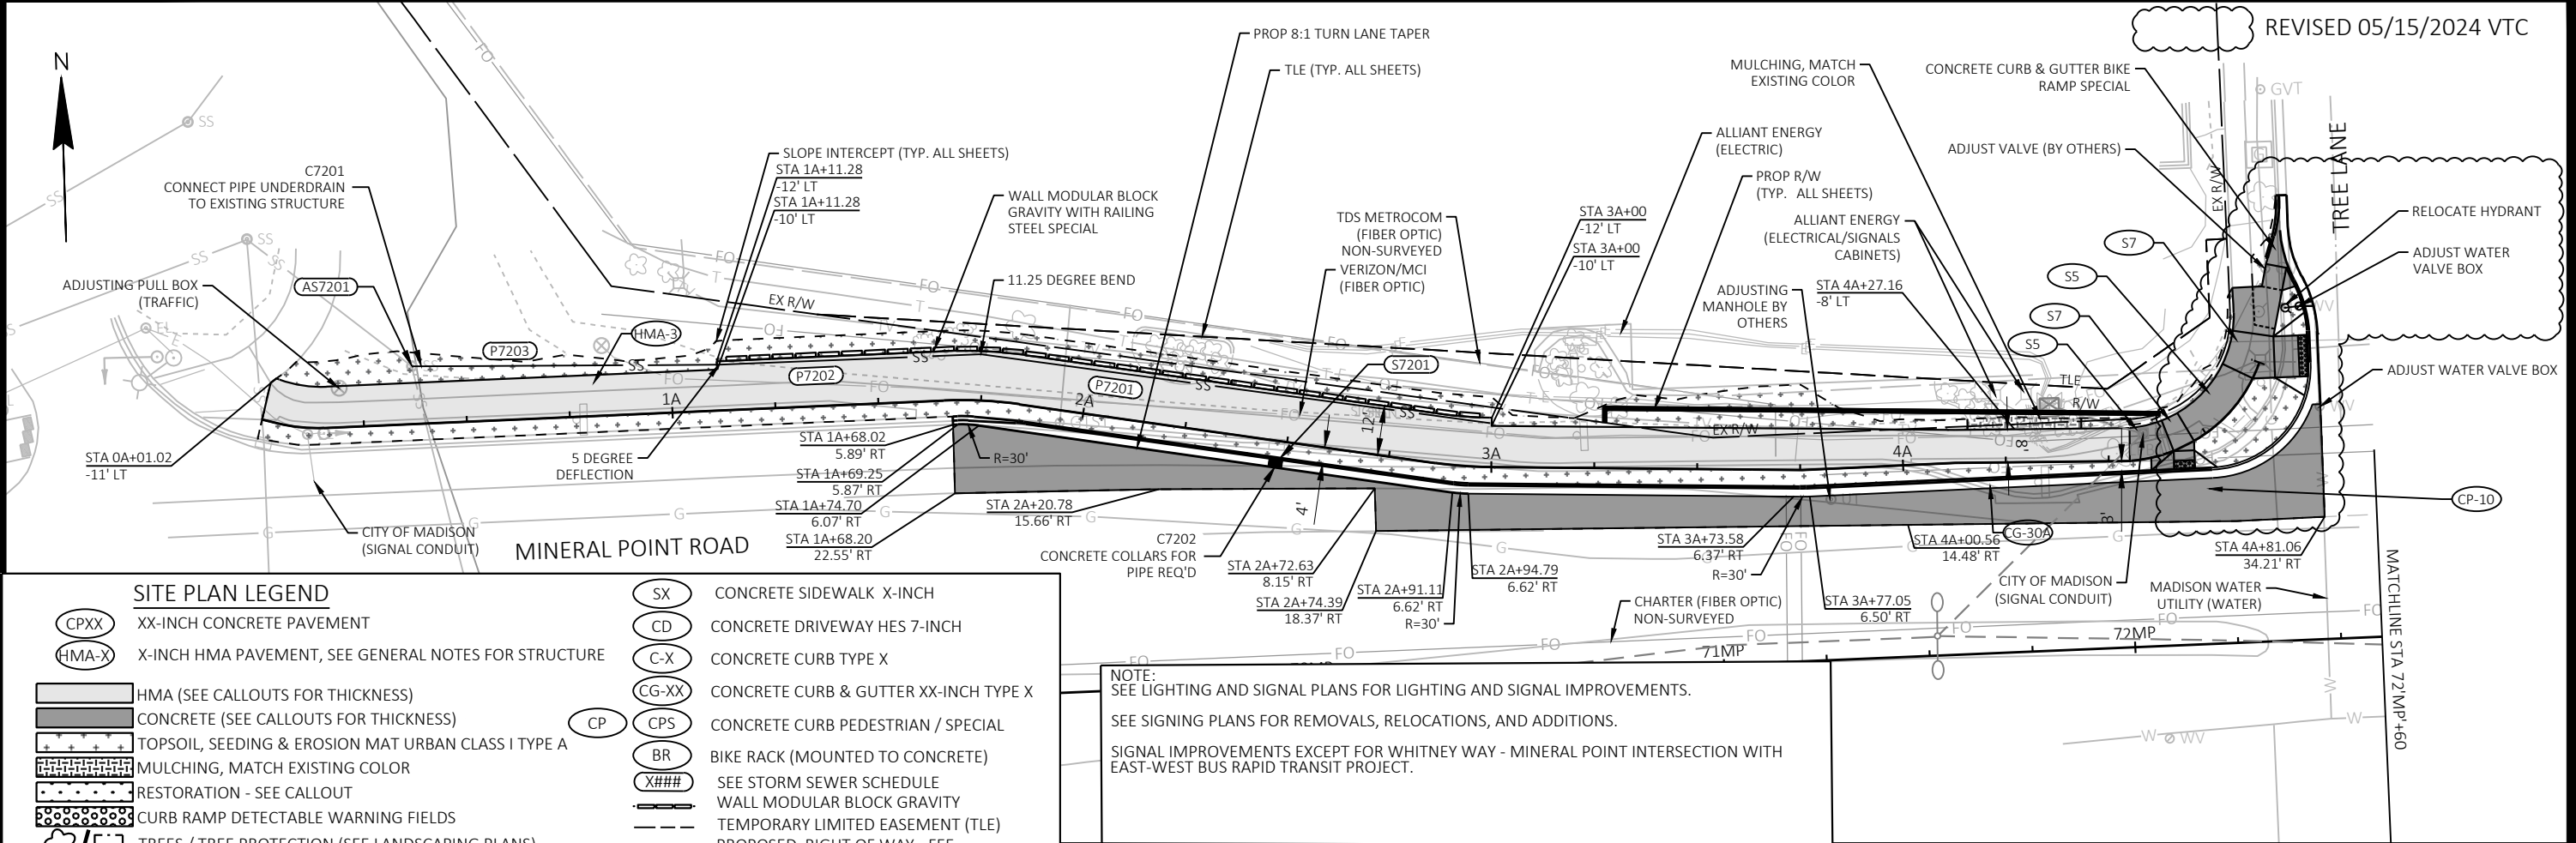 REVISED 05/15/2024 VTC
N
PROP 8:1 TURN LANE TAPER
TLE (TYP. ALL SHEETS)
MULCHING, MATCH
EXISTING COLOR
CONCRETE CURB & GUTTER BIKE
RAMP SPECIAL
ALLIANT ENERGY
(ELECTRIC)
ADJUST VALVE (BY OTHERS)
TREE LANE
EX R/W
GVT
FO
SS
C7201
CONNECT PIPE UNDERDRAIN
TO EXISTING STRUCTURE
SLOPE INTERCEPT (TYP. ALL SHEETS)
STA 1A+11.28
-12' LT
STA 1A+11.28
-10' LT
WALL MODULAR BLOCK
GRAVITY WITH RAILING
STEEL SPECIAL
11.25 DEGREE BEND
TDS METROCOM
(FIBER OPTIC)
NON-SURVEYED
VERIZON/MCI
(FIBER OPTIC)
STA 3A+00
-12' LT
STA 3A+00
-10' LT
PROP R/W
(TYP. ALL SHEETS)
ALLIANT ENERGY
(ELECTRICAL/SIGNALS
CABINETS)
ADJUSTING
MANHOLE BY
OTHERS
STA 4A+27.16
-8' LT
S7
S5
S7
S5
RELOCATE HYDRANT
ADJUST WATER
VALVE BOX
ADJUST WATER VALVE BOX
CP-10
ADJUSTING PULL BOX
(TRAFFIC)
AS7201
P7203
HMA-3
EX R/W
P7202
P7201
S7201
SS
TLE
R/W
EX R/W
1A
2A
3A
4A
12'
8'
4'
8'
STA 0A+01.02
-11' LT
5 DEGREE
DEFLECTION
STA 1A+68.02
5.89' RT
STA 1A+69.25
5.87' RT
STA 1A+74.70
6.07' RT
STA 1A+68.20
22.55' RT
R=30'
STA 2A+20.78
15.66' RT
CITY OF MADISON
(SIGNAL CONDUIT)
MINERAL POINT ROAD
C7202
CONCRETE COLLARS FOR
PIPE REQ'D
STA 2A+72.63
8.15' RT
STA 2A+74.39
18.37' RT
STA 2A+91.11
6.62' RT
R=30'
STA 2A+94.79
6.62' RT
STA 3A+73.58
6.37' RT
R=30'
STA 3A+77.05
6.50' RT
STA 4A+00.56
14.48' RT
CG-30A
CITY OF MADISON
(SIGNAL CONDUIT)
STA 4A+81.06
34.21' RT
MADISON WATER
UTILITY (WATER)
CHARTER (FIBER OPTIC)
NON-SURVEYED
71MP
72MP
MATCHLINE STA 72'MP'+60
SITE PLAN LEGEND
CPXX XX-INCH CONCRETE PAVEMENT
HMA-X X-INCH HMA PAVEMENT, SEE GENERAL NOTES FOR STRUCTURE
HMA (SEE CALLOUTS FOR THICKNESS)
CONCRETE (SEE CALLOUTS FOR THICKNESS)
TOPSOIL, SEEDING & EROSION MAT URBAN CLASS I TYPE A
MULCHING, MATCH EXISTING COLOR
RESTORATION - SEE CALLOUT
CURB RAMP DETECTABLE WARNING FIELDS
TREES / TREE PROTECTION (SEE LANDSCAPING PLANS)
SX CONCRETE SIDEWALK X-INCH
CD CONCRETE DRIVEWAY HES 7-INCH
C-X CONCRETE CURB TYPE X
CG-XX CONCRETE CURB & GUTTER XX-INCH TYPE X
CP CPS CONCRETE CURB PEDESTRIAN / SPECIAL
BR BIKE RACK (MOUNTED TO CONCRETE)
X### SEE STORM SEWER SCHEDULE
WALL MODULAR BLOCK GRAVITY
TEMPORARY LIMITED EASEMENT (TLE)
PROPOSED RIGHT OF WAY - FEE
NOTE:
SEE LIGHTING AND SIGNAL PLANS FOR LIGHTING AND SIGNAL IMPROVEMENTS.
SEE SIGNING PLANS FOR REMOVALS, RELOCATIONS, AND ADDITIONS.
SIGNAL IMPROVEMENTS EXCEPT FOR WHITNEY WAY - MINERAL POINT INTERSECTION WITH
EAST-WEST BUS RAPID TRANSIT PROJECT.